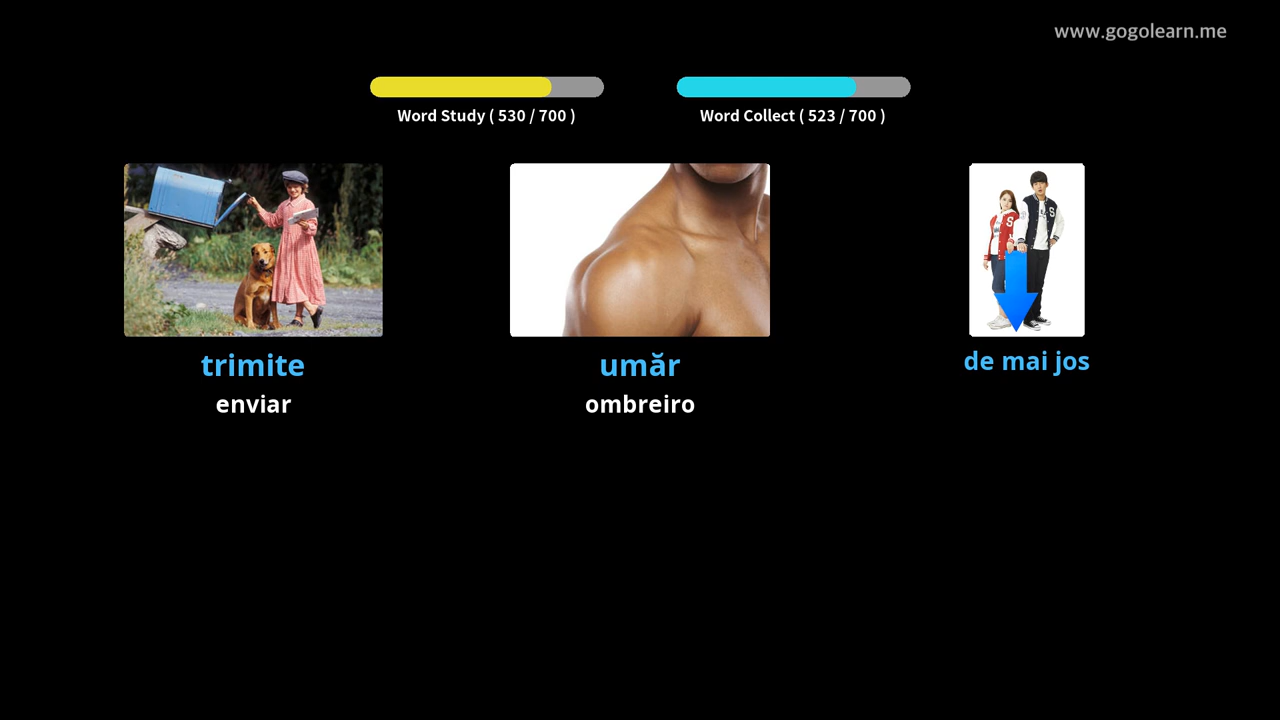 www.gogolearn.me
Word Study ( 530 / 700 )
Word Collect ( 523 / 700 )
trimite
enviar
umăr
ombreiro
de mai jos